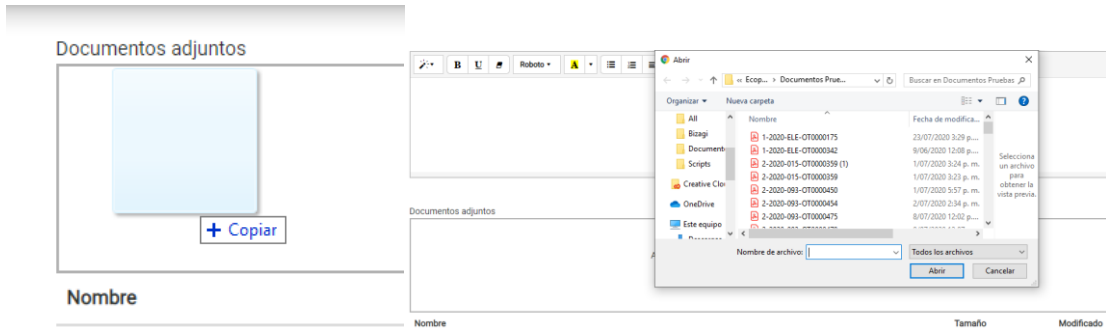 Documentos adjuntos
+ Copiar
Nombre
B U Roboto A
Documentos adjuntos
Nombre Tamaño Modificado
Abrir
« Ecop... > Documentos Prue... Buscar en Documentos Pruebas
Organizar Nueva carpeta
All
Bizagi
Document
Scripts
Creative Clo
OneDrive
Este equipo
Nombre Fecha de modifica...
1-2020-ELE-OT0000175 23/07/2020 3:29 p....
1-2020-ELE-OT0000342 9/06/2020 12:08 p....
2-2020-015-OT0000359 (1) 1/07/2020 3:24 p. m.
2-2020-015-OT0000359 1/07/2020 3:23 p. m.
2-2020-093-OT0000450 1/07/2020 5:57 p. m.
2-2020-093-OT0000454 2/07/2020 2:34 p. m.
2-2020-093-OT0000475 8/07/2020 12:02 p....
Selecciona
un archivo
para
obtener la
vista previa.
Nombre de archivo: Todos los archivos
Abrir Cancelar